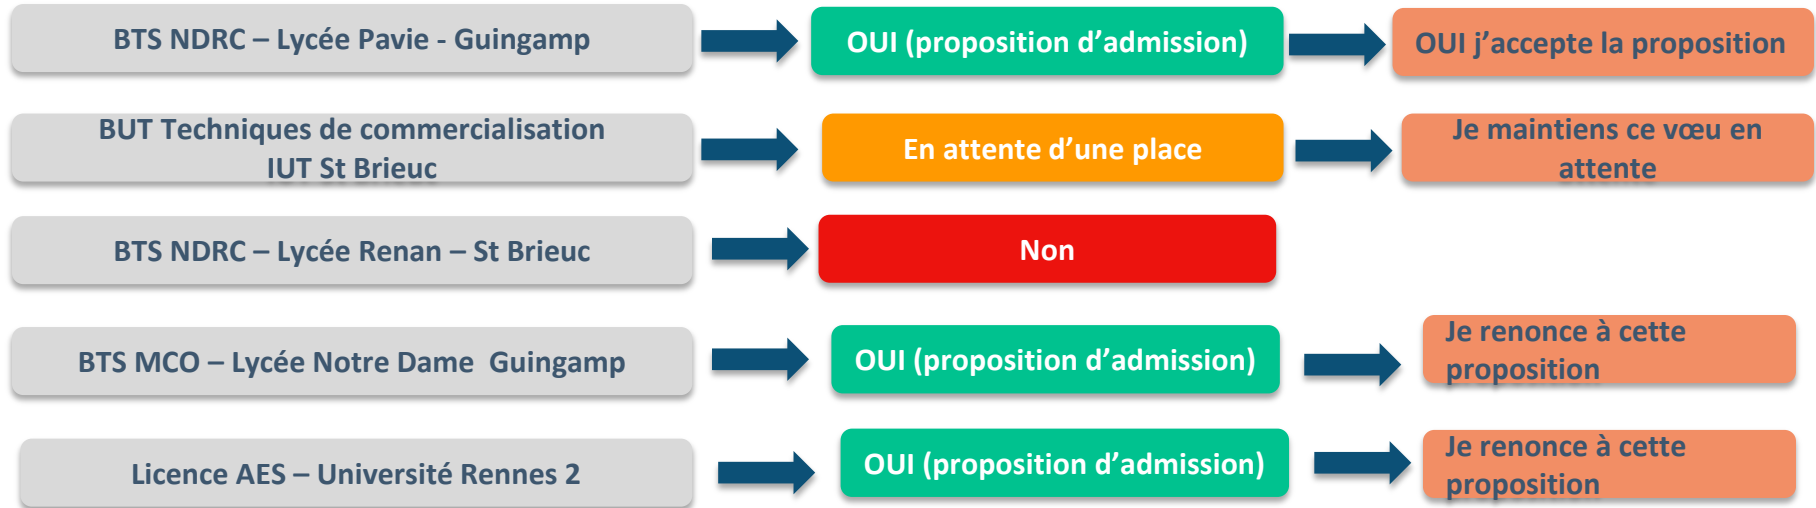 BTS NDRC – Lycée Pavie - Guingamp
OUI (proposition d’admission)
OUI j’accepte la proposition
BUT Techniques de commercialisation
IUT St Brieuc
En attente d’une place
Je maintiens ce vœu en
attente
BTS NDRC – Lycée Renan – St Brieuc
Non
BTS MCO – Lycée Notre Dame  Guingamp
OUI (proposition d’admission)
Je renonce à cette
proposition
Licence AES – Université Rennes 2
OUI (proposition d’admission)
Je renonce à cette
proposition